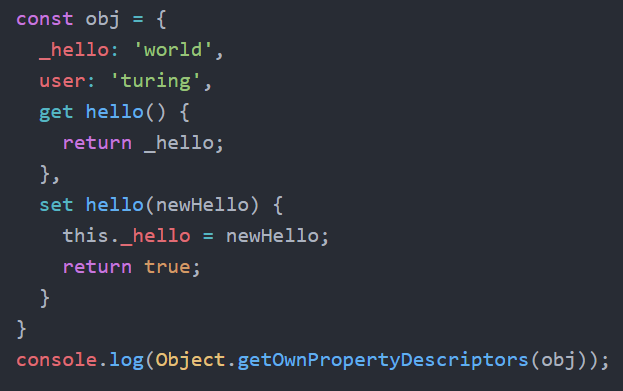 const obj = {
  _hello: 'world',
  user: 'turing',
  get hello() {
    return _hello;
  },
  set hello(newHello) {
    this._hello = newHello;
    return true;
  }
}
console.log(Object.getOwnPropertyDescriptors(obj));